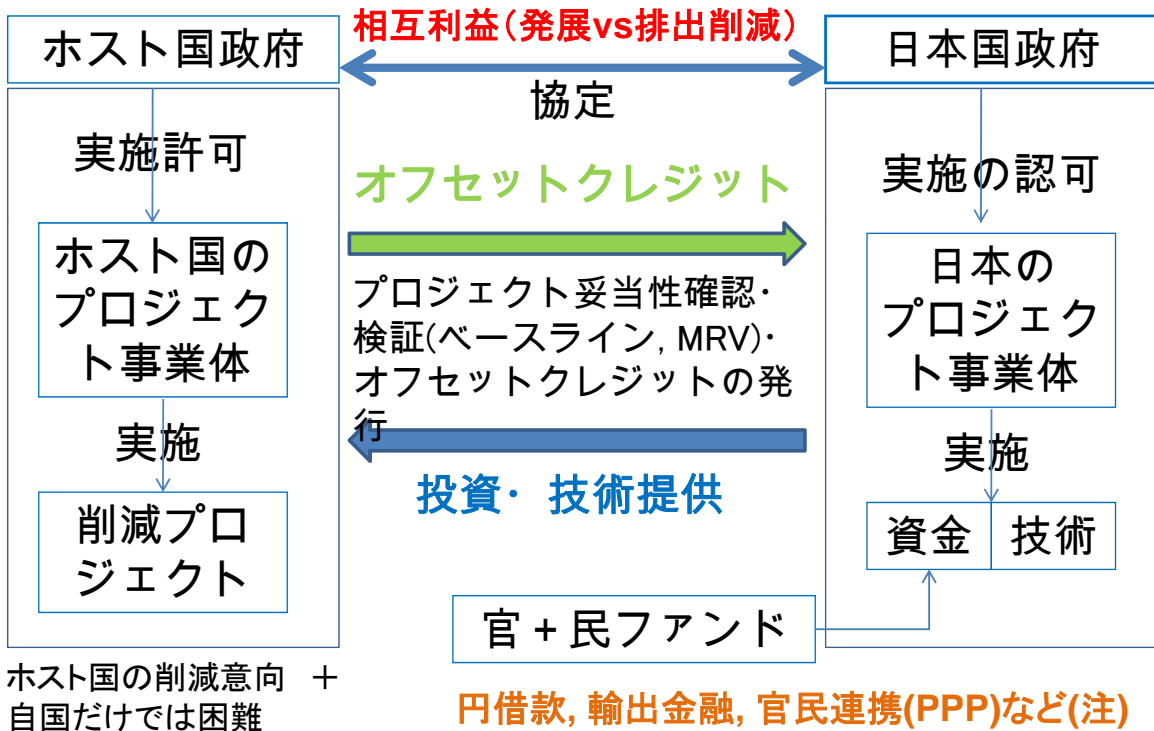 ホスト国政府
相互利益(発展vs排出削減)
日本国政府
協定
実施許可
オフセットクレジット
実施の認可
ホスト国の
プロジェク
ト事業体
プロジェクト妥当性確認・
検証(ベースライン, MRV)・
オフセットクレジットの発
行
日本の
プロジェク
ト事業体
実施
投資・ 技術提供
実施
削減プロ
ジェクト
資金
技術
官+民ファンド
ホスト国の削減意向 +
自国だけでは困難
円借款, 輸出金融, 官民連携(PPP)など(注)